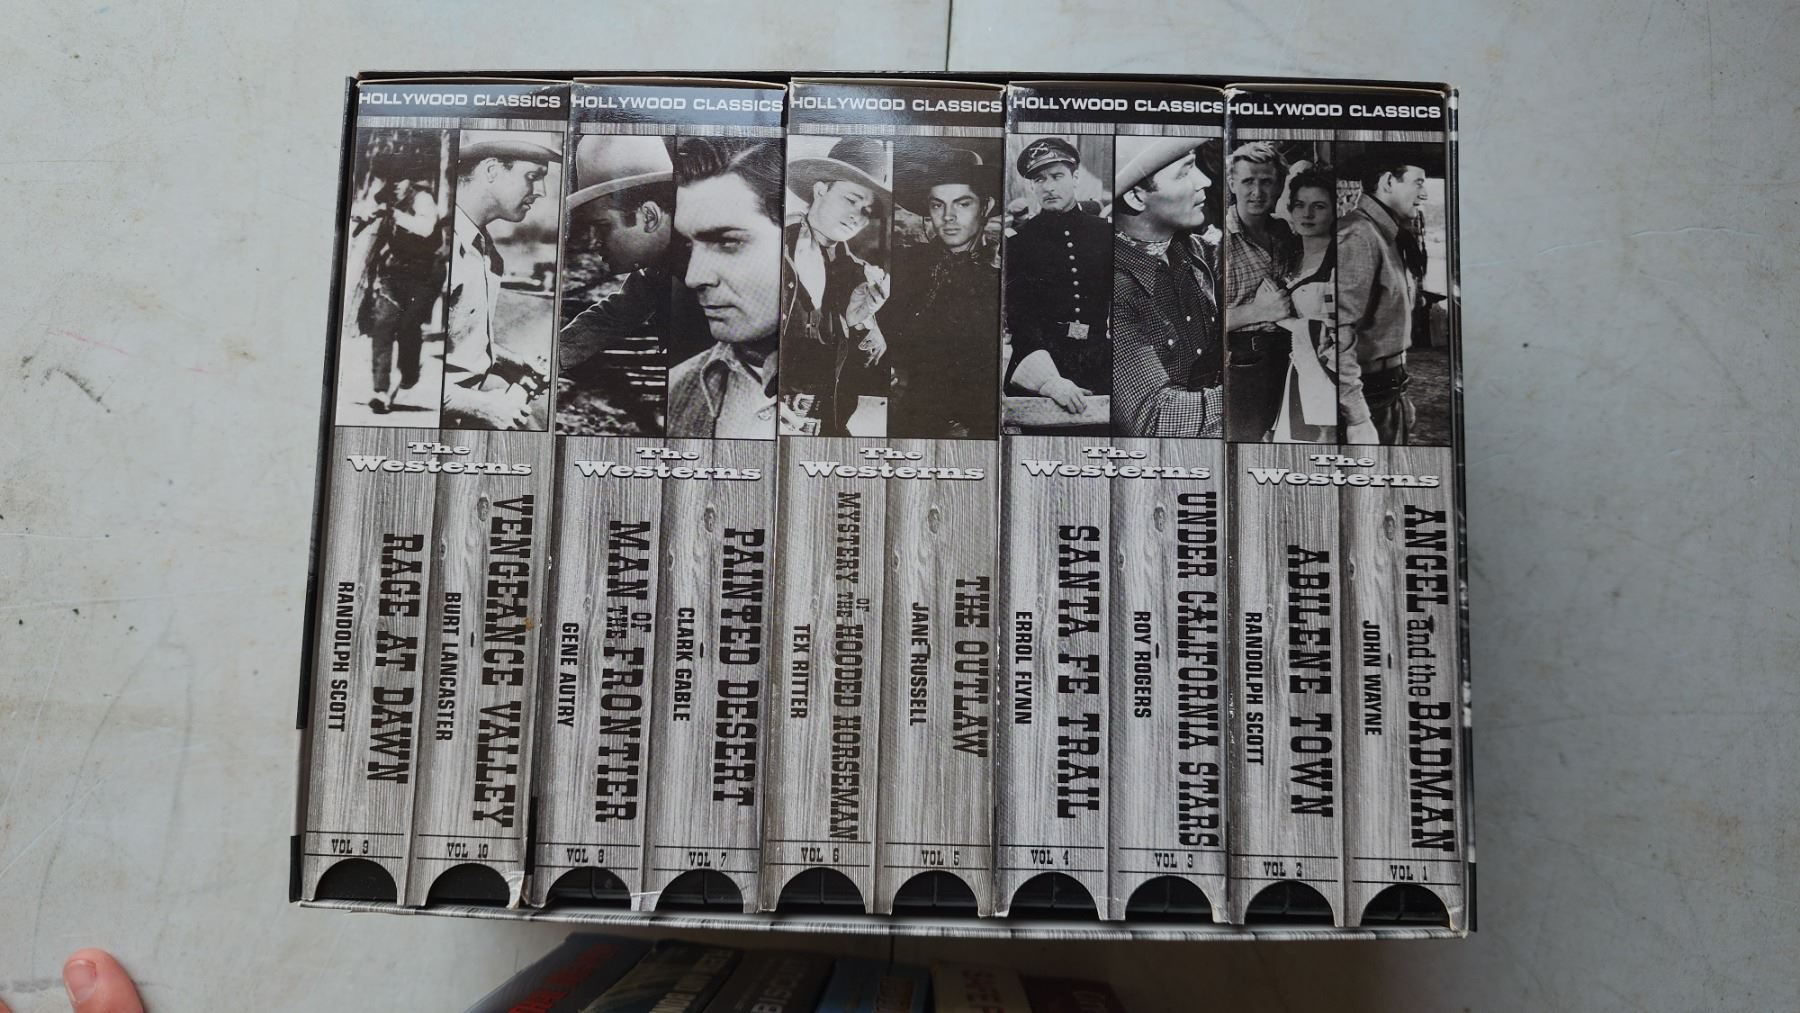 HOLLYWOOD CLASSICS
The
Westerns
RAGE AT DAWN
RANDOLPH SCOTT
VOL 9
VENGEANCE VALLEY
BURT LANCASTER
VOL 10
HOLLYWOOD CLASSICS
The
Westerns
MAN OF THE FRONTIER
GENE AUTRY
VOL 8
PAINTED DESERT
CLARK GABLE
VOL 7
HOLLYWOOD CLASSICS
The
Westerns
MYSTERY OF THE HOODED HORSEMAN
TEX RITTER
VOL 6
THE OUTLAW
JANE RUSSELL
VOL 5
HOLLYWOOD CLASSICS
The
Westerns
SANTA FE TRAIL
ERROL FLYNN
VOL 4
UNDER CALIFORNIA STARS
ROY ROGERS
VOL 3
HOLLYWOOD CLASSICS
The
Westerns
ABILENE TOWN
RANDOLPH SCOTT
VOL 2
ANGEL and the BADMAN
JOHN WAYNE
VOL 1